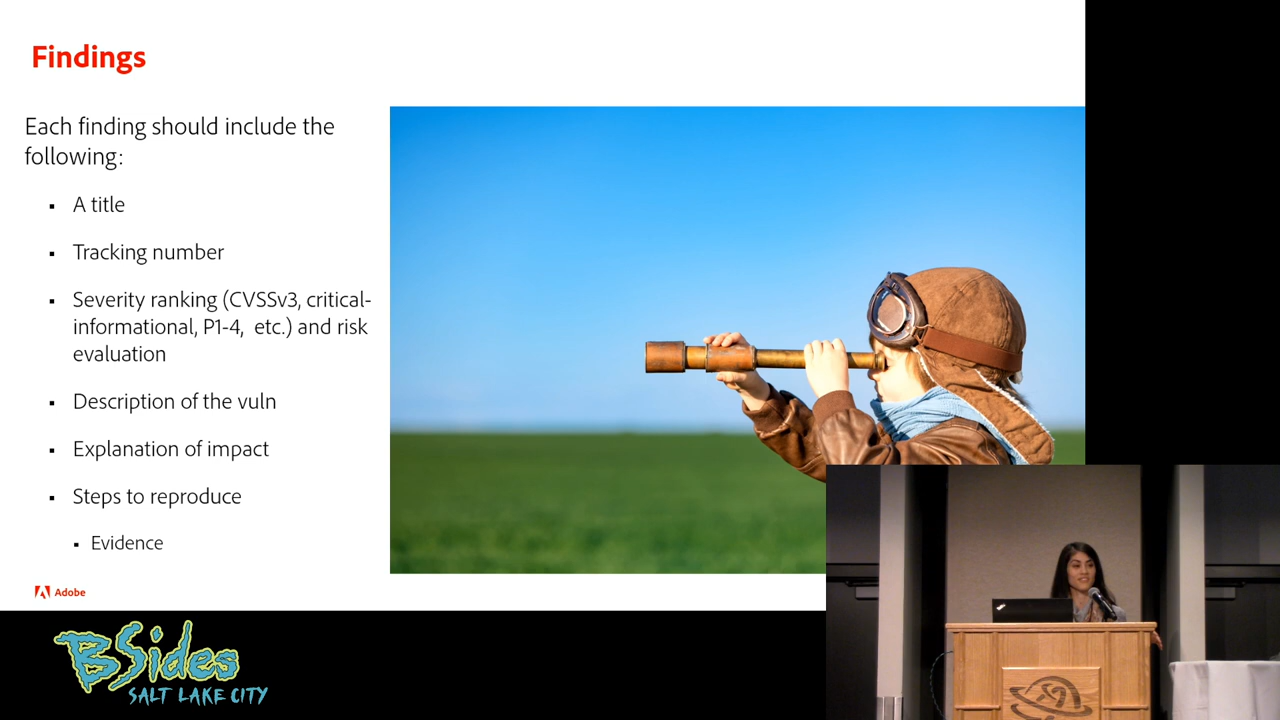 Findings
Each finding should include the
following:
▪ A title
▪ Tracking number
▪ Severity ranking (CVSSv3, critical-
informational, P1-4, etc.) and risk
evaluation
▪ Description of the vuln
▪ Explanation of impact
▪ Steps to reproduce
▪ Evidence
Adobe
BSides
SALT LAKE CITY